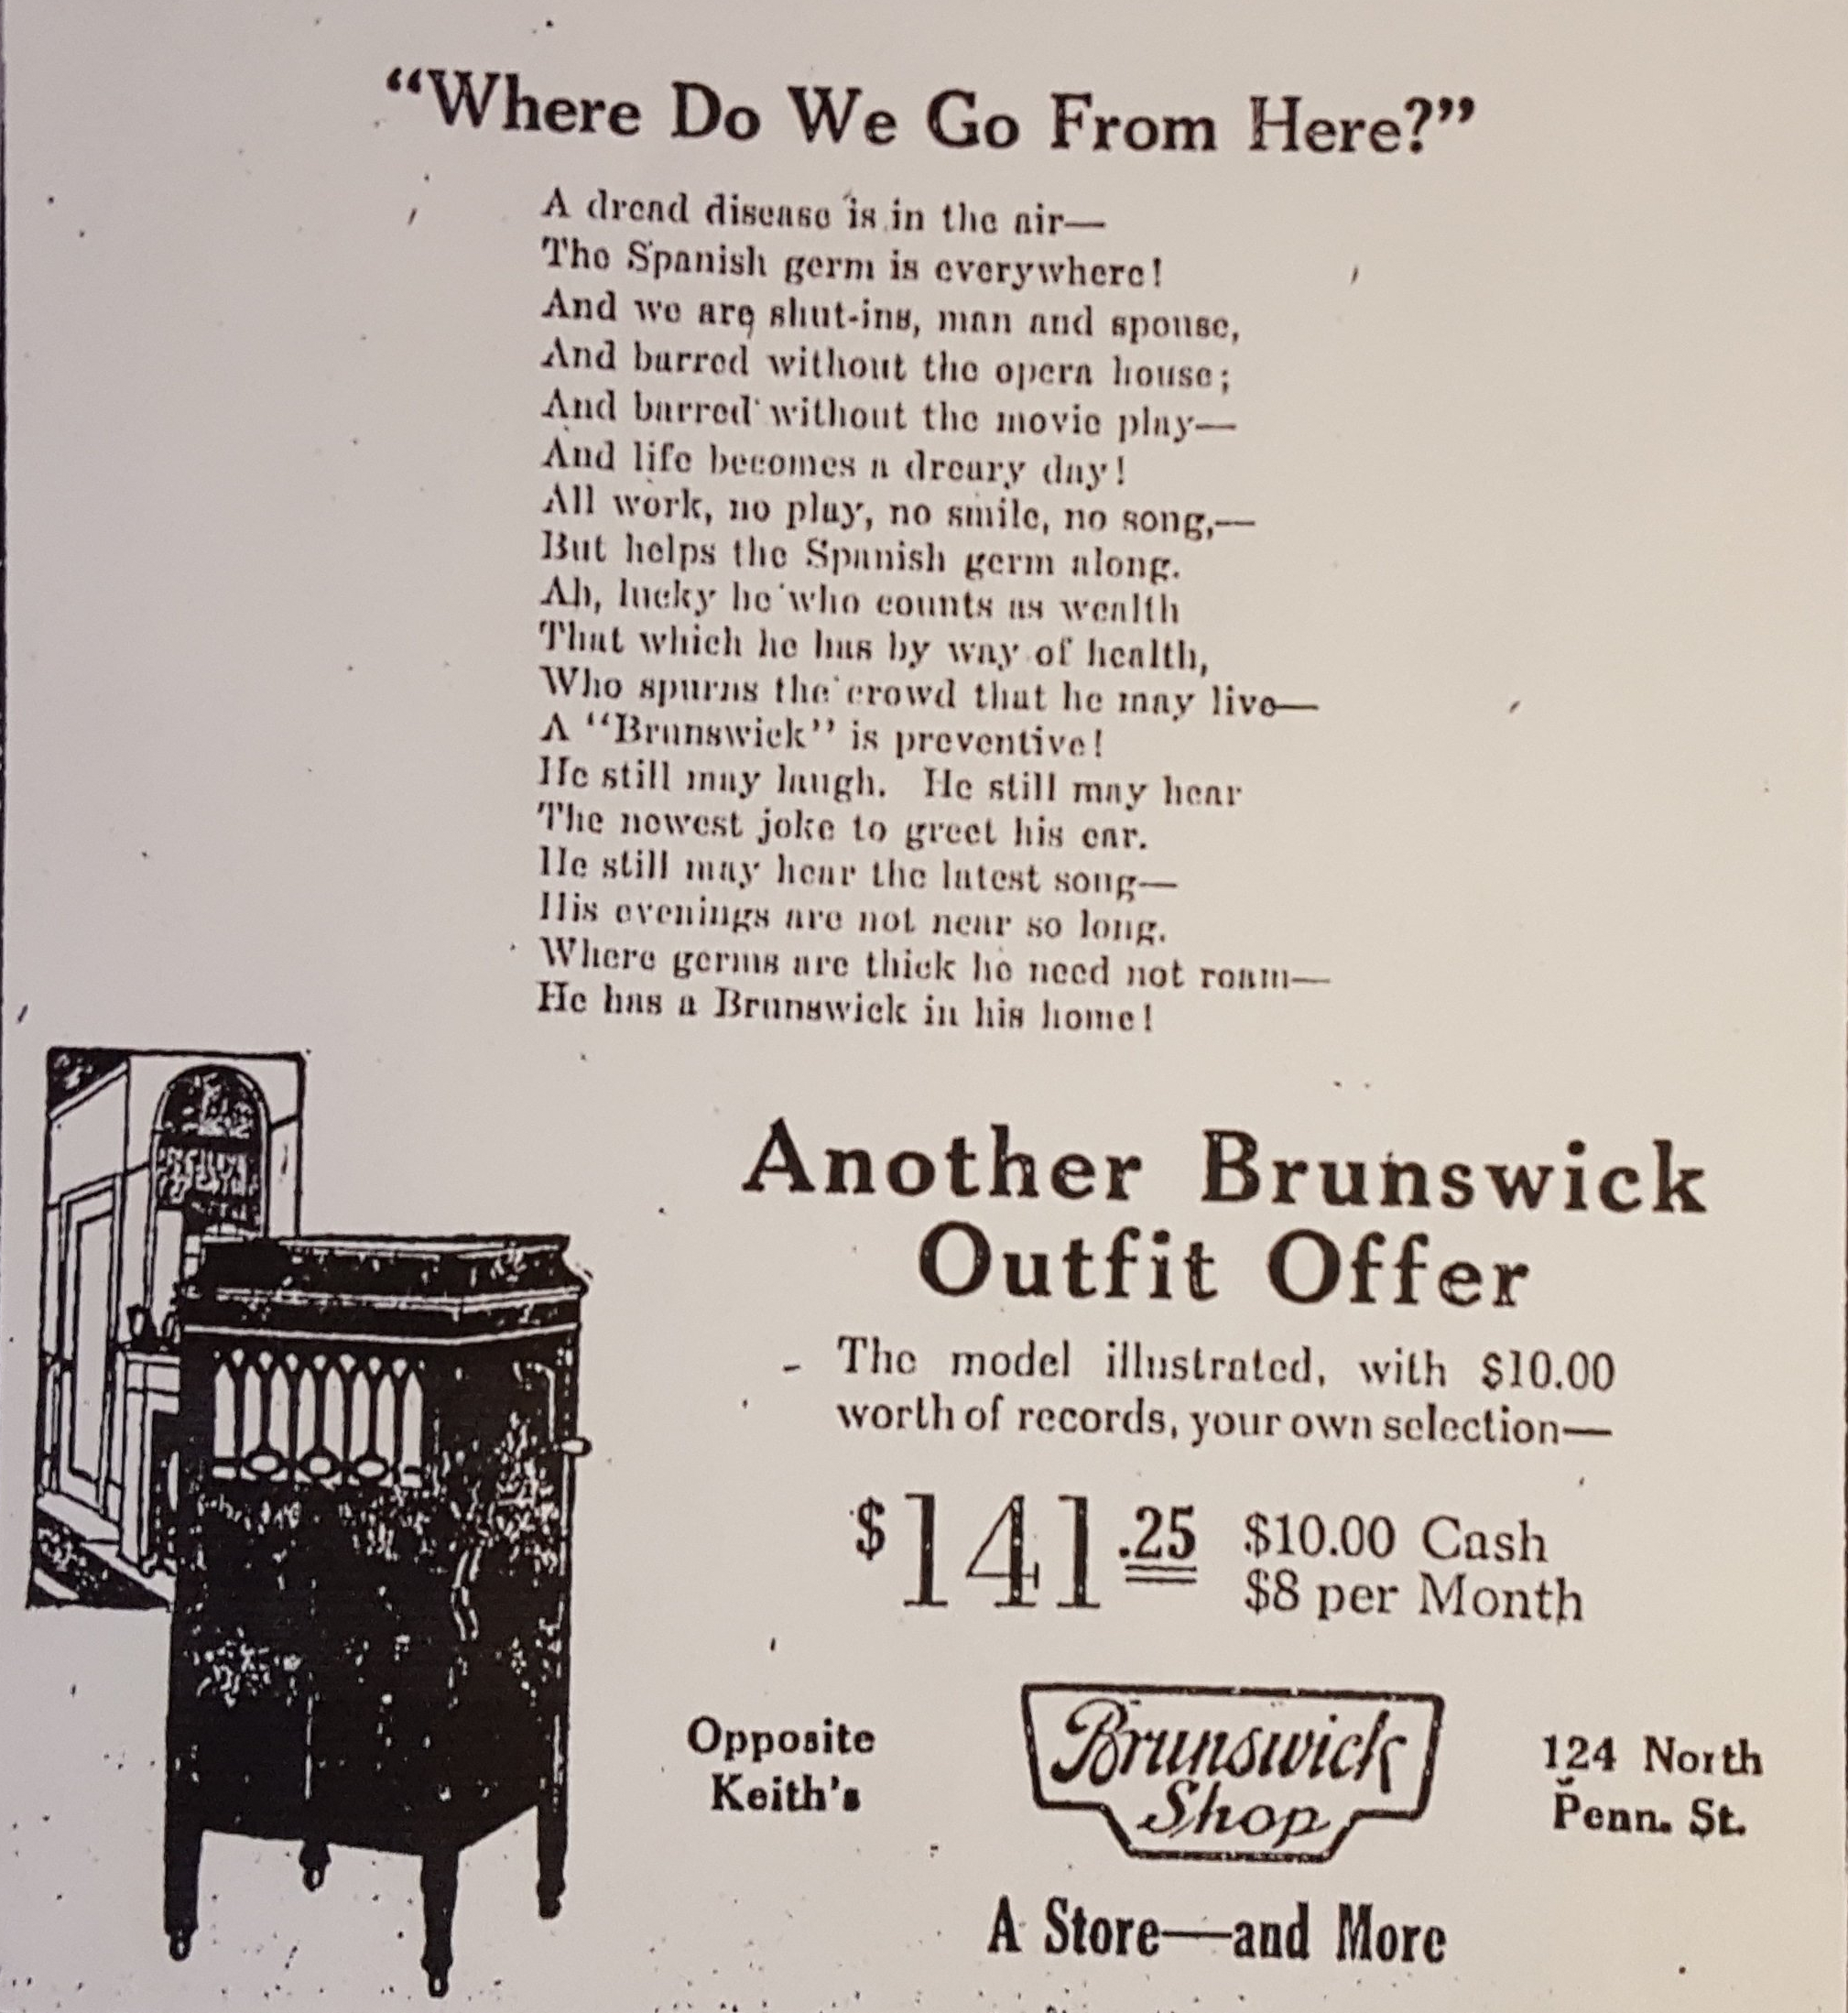 “Where Do We Go From Here?”
A dread disease is in the air—
The Spanish germ is everywhere!
And we are shut-ins, man and spouse,
And barred without the opera house;
And barred without the movie play—
And life becomes a dreary day!
All work, no play, no smile, no song,—
But helps the Spanish germ along.
Ah, lucky he who counts as wealth
That which he has by way of health,
Who spurns the crowd that he may live—
A “Brunswick” is preventive!
He still may laugh. He still may hear
The newest joke to greet his ear.
He still may hear the latest song—
His evenings are not near so long.
Where germs are thick he need not roam—
He has a Brunswick in his home!
Another Brunswick
Outfit Offer
The model illustrated, with $10.00
worth of records, your own selection—
$141.25
$10.00 Cash
$8 per Month
Opposite
Keith's
Brunswick
Shop
124 North
Penn. St.
A Store—and More